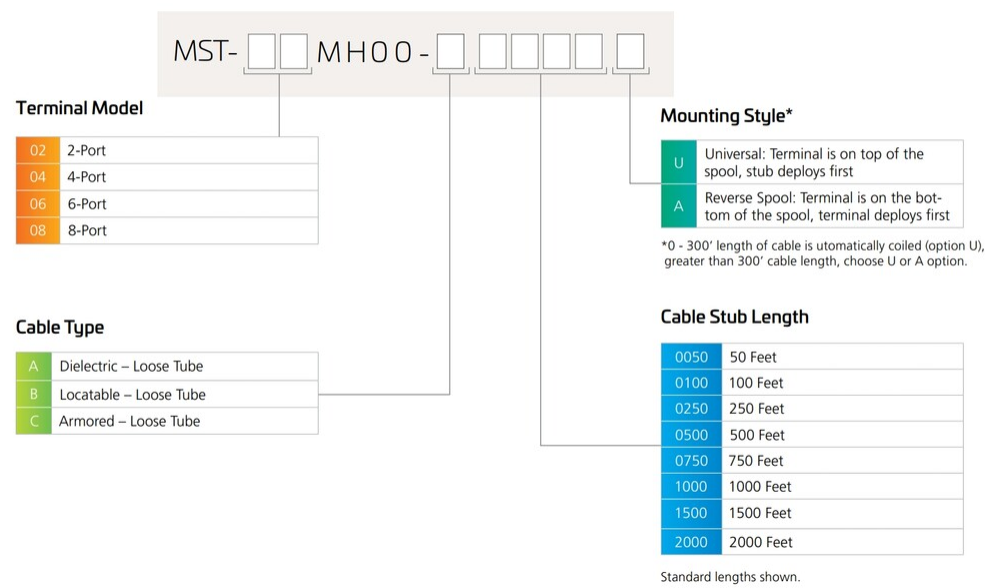 MST-□□MH00-□ □□□□ □
Terminal Model
02 2-Port
04 4-Port
06 6-Port
08 8-Port
Cable Type
A Dielectric – Loose Tube
B Locatable – Loose Tube
C Armored – Loose Tube
Mounting Style*
U Universal: Terminal is on top of the
spool, stub deploys first
A Reverse Spool: Terminal is on the bot-
tom of the spool, terminal deploys first
*0 - 300’ length of cable is utomatically coiled (option U),
greater than 300’ cable length, choose U or A option.
Cable Stub Length
0050 50 Feet
0100 100 Feet
0250 250 Feet
0500 500 Feet
0750 750 Feet
1000 1000 Feet
1500 1500 Feet
2000 2000 Feet
Standard lengths shown.